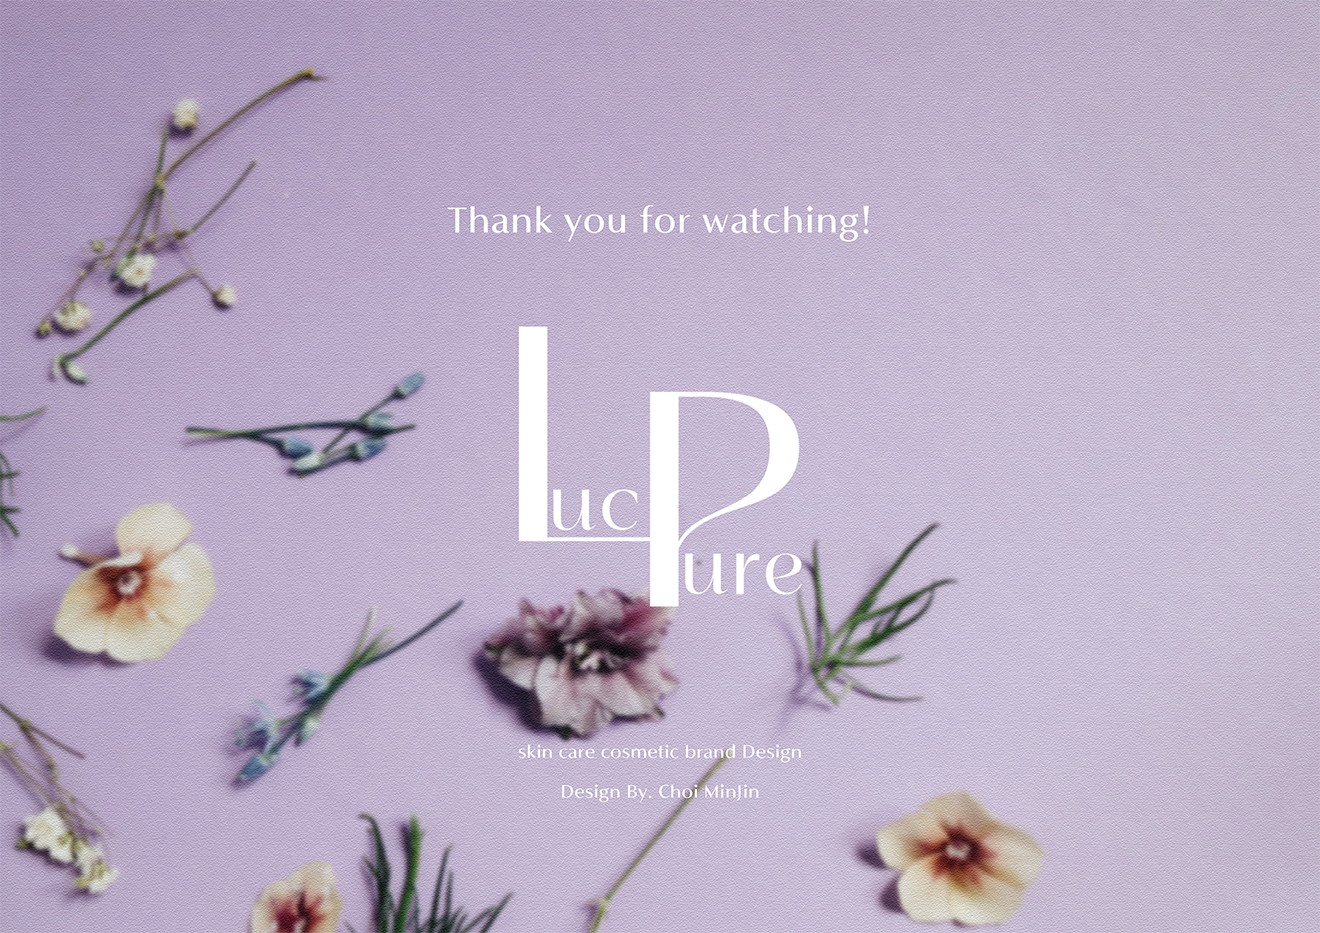 Thank you for watching!
Luc
Pure
skin care cosmetic brand Design
Design By. Choi MinJin